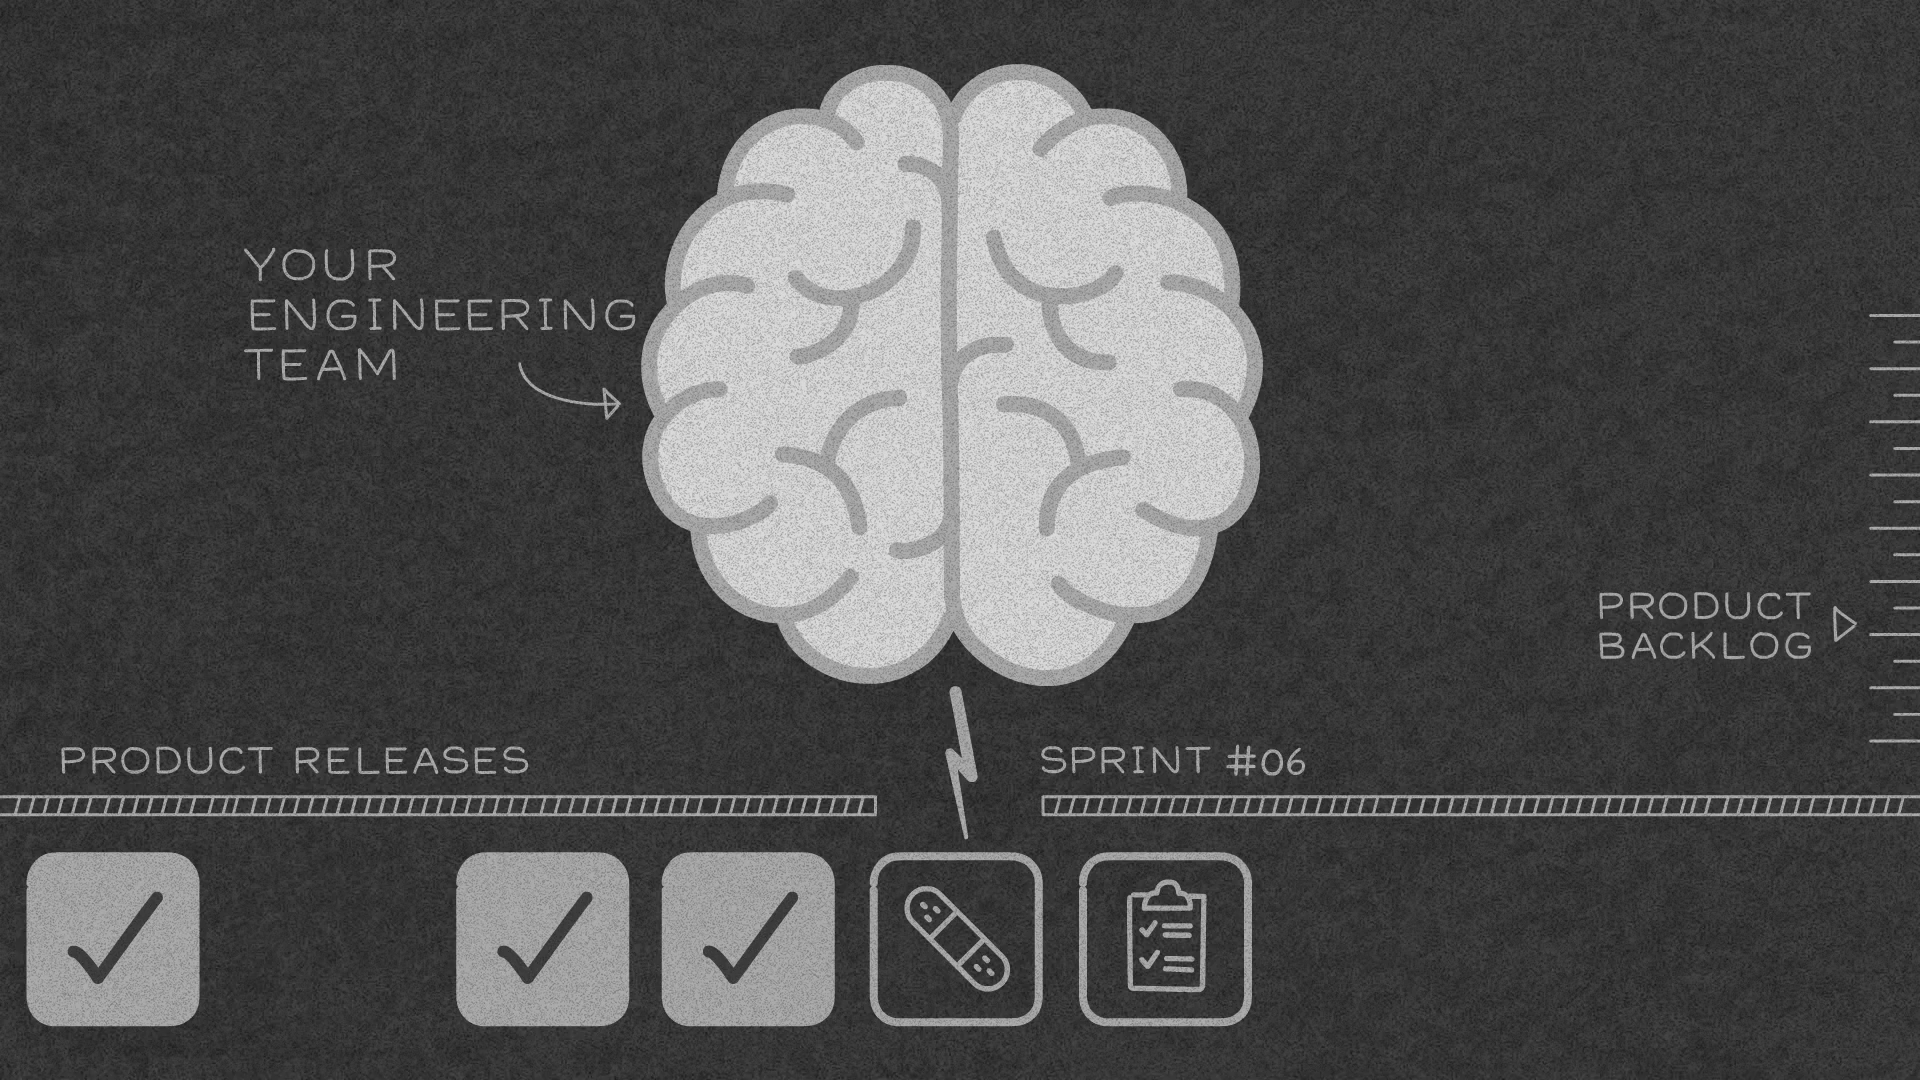 YOUR
ENGINEERING
TEAM
PRODUCT
BACKLOG
PRODUCT RELEASES
SPRINT #06